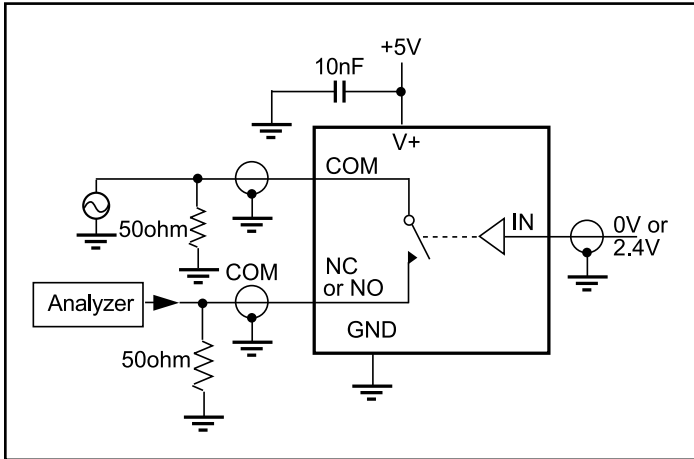 +5V
10nF
V+
COM
50ohm
IN
0V or
2.4V
COM
NC
or NO
Analyzer
GND
50ohm